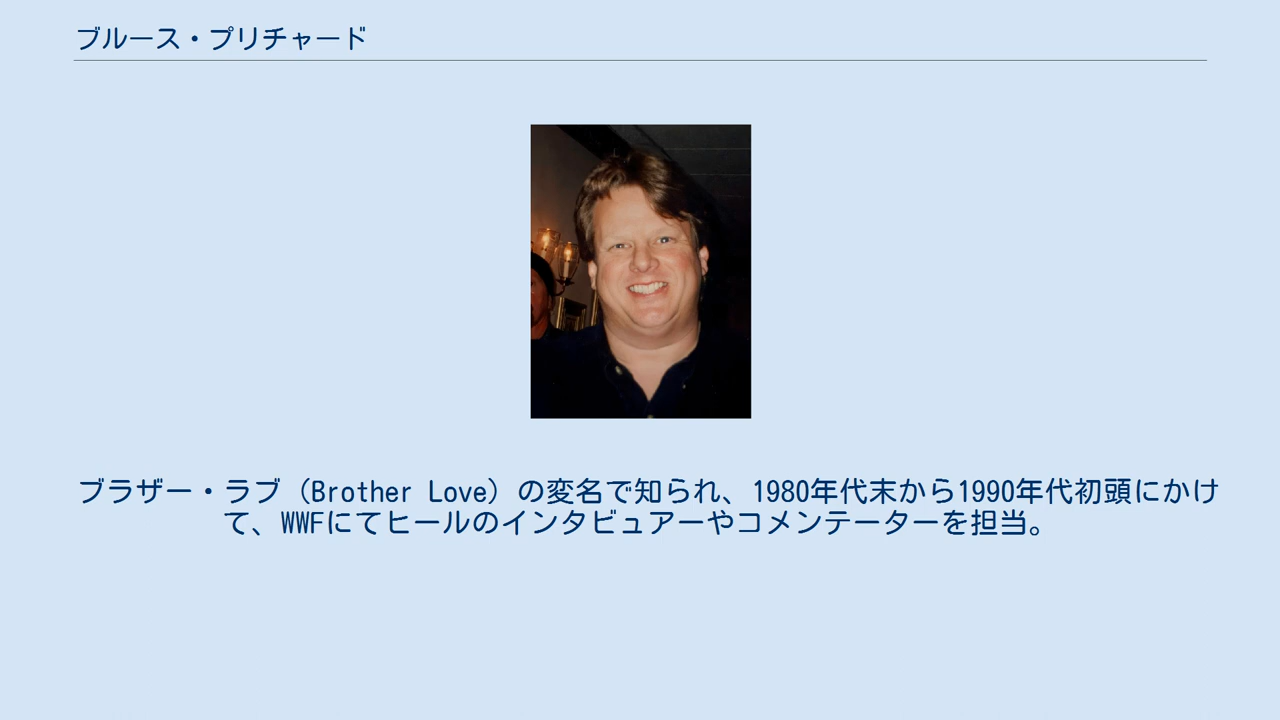 ブルース・プリチャード
ブラザー・ラブ（Brother Love）の変名で知られ、1980年代末から1990年代初頭にかけ
て、WWFにてヒールのインタビュアーやコメンテーターを担当。